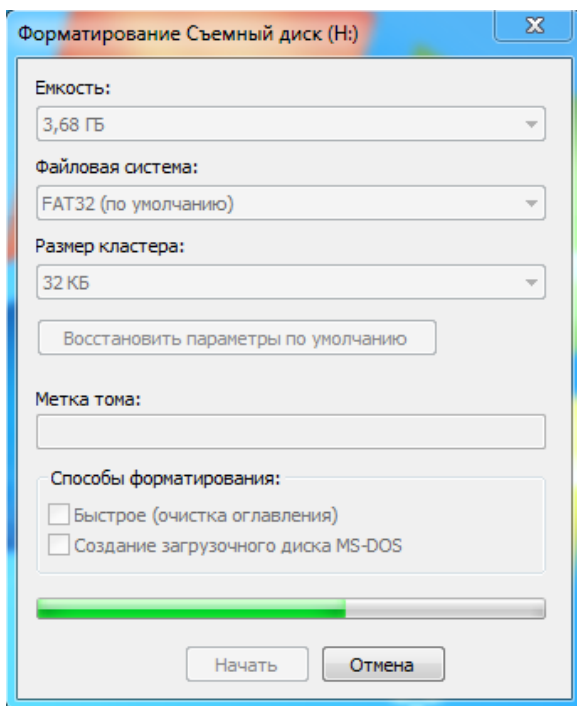 Форматирование Съемный диск (H:)
Емкость:
3,68 ГБ
Файловая система:
FAT32 (по умолчанию)
Размер кластера:
32 КБ
Восстановить параметры по умолчанию
Метка тома:
Способы форматирования:
Быстрое (очистка оглавления)
Создание загрузочного диска MS-DOS
Начать
Отмена